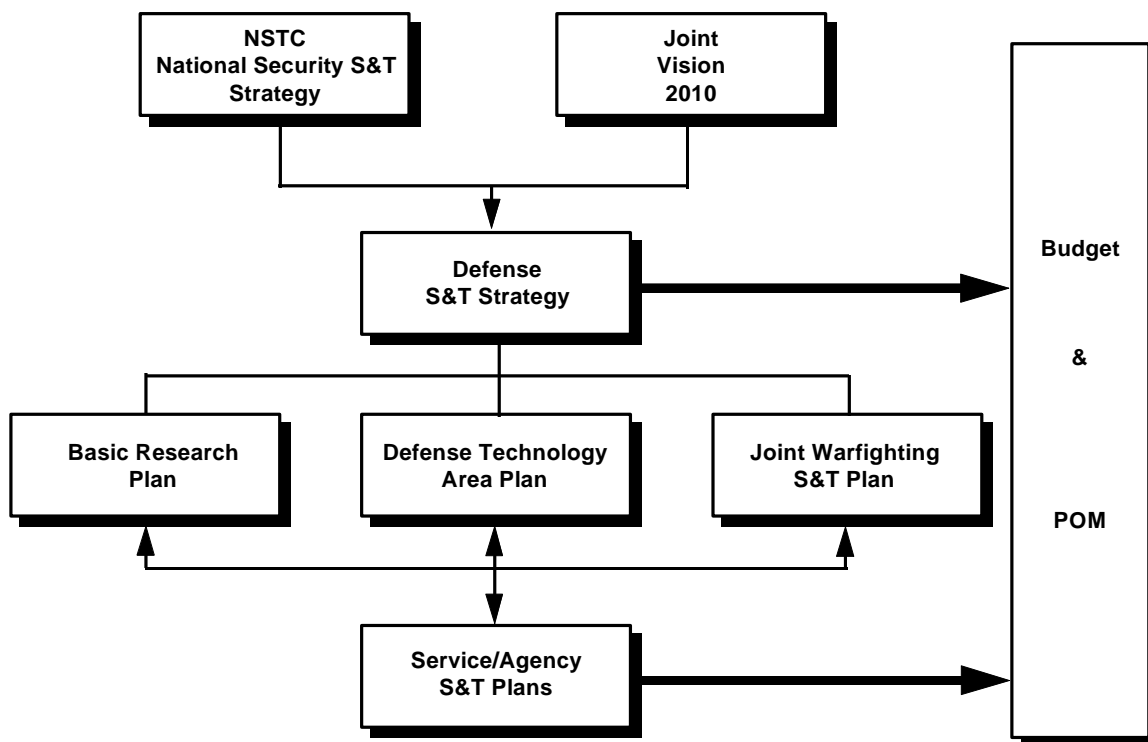 NSTC
National Security S&T
Strategy
Joint
Vision
2010
Defense
S&T Strategy
Basic Research
Plan
Defense Technology
Area Plan
Joint Warfighting
S&T Plan
Service/Agency
S&T Plans
Budget
&
POM